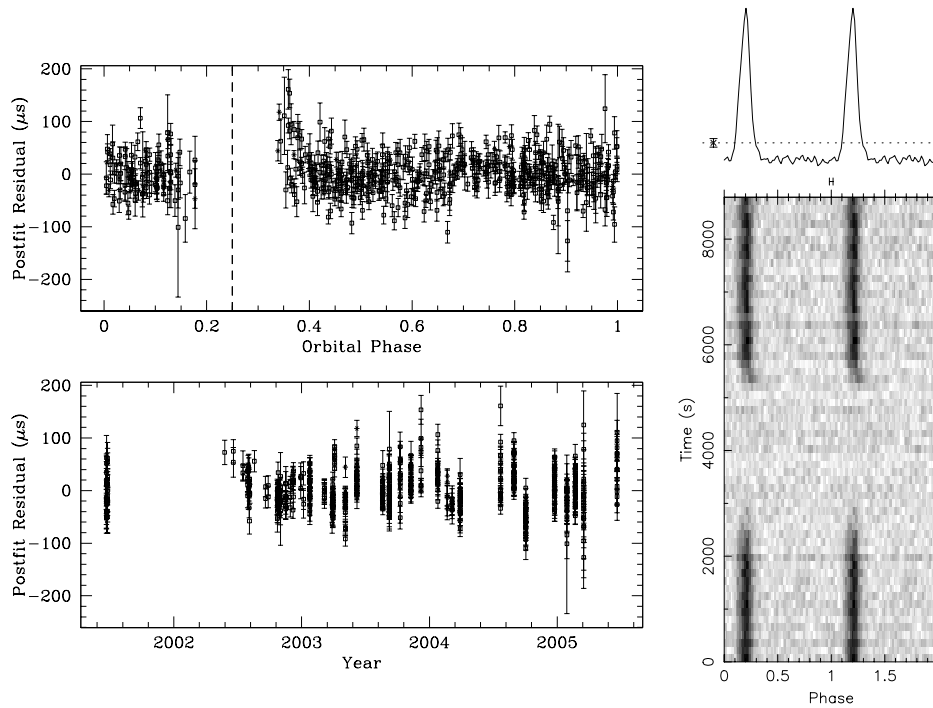 200
100
0
−100
−200
Postfit Residual (μs)
0 0.2 0.4 0.6 0.8 1
Orbital Phase
200
100
0
−100
−200
Postfit Residual (μs)
2002 2003 2004 2005
Year
8000
6000
4000
2000
0
Time (s)
0 0.5 1 1.5
Phase